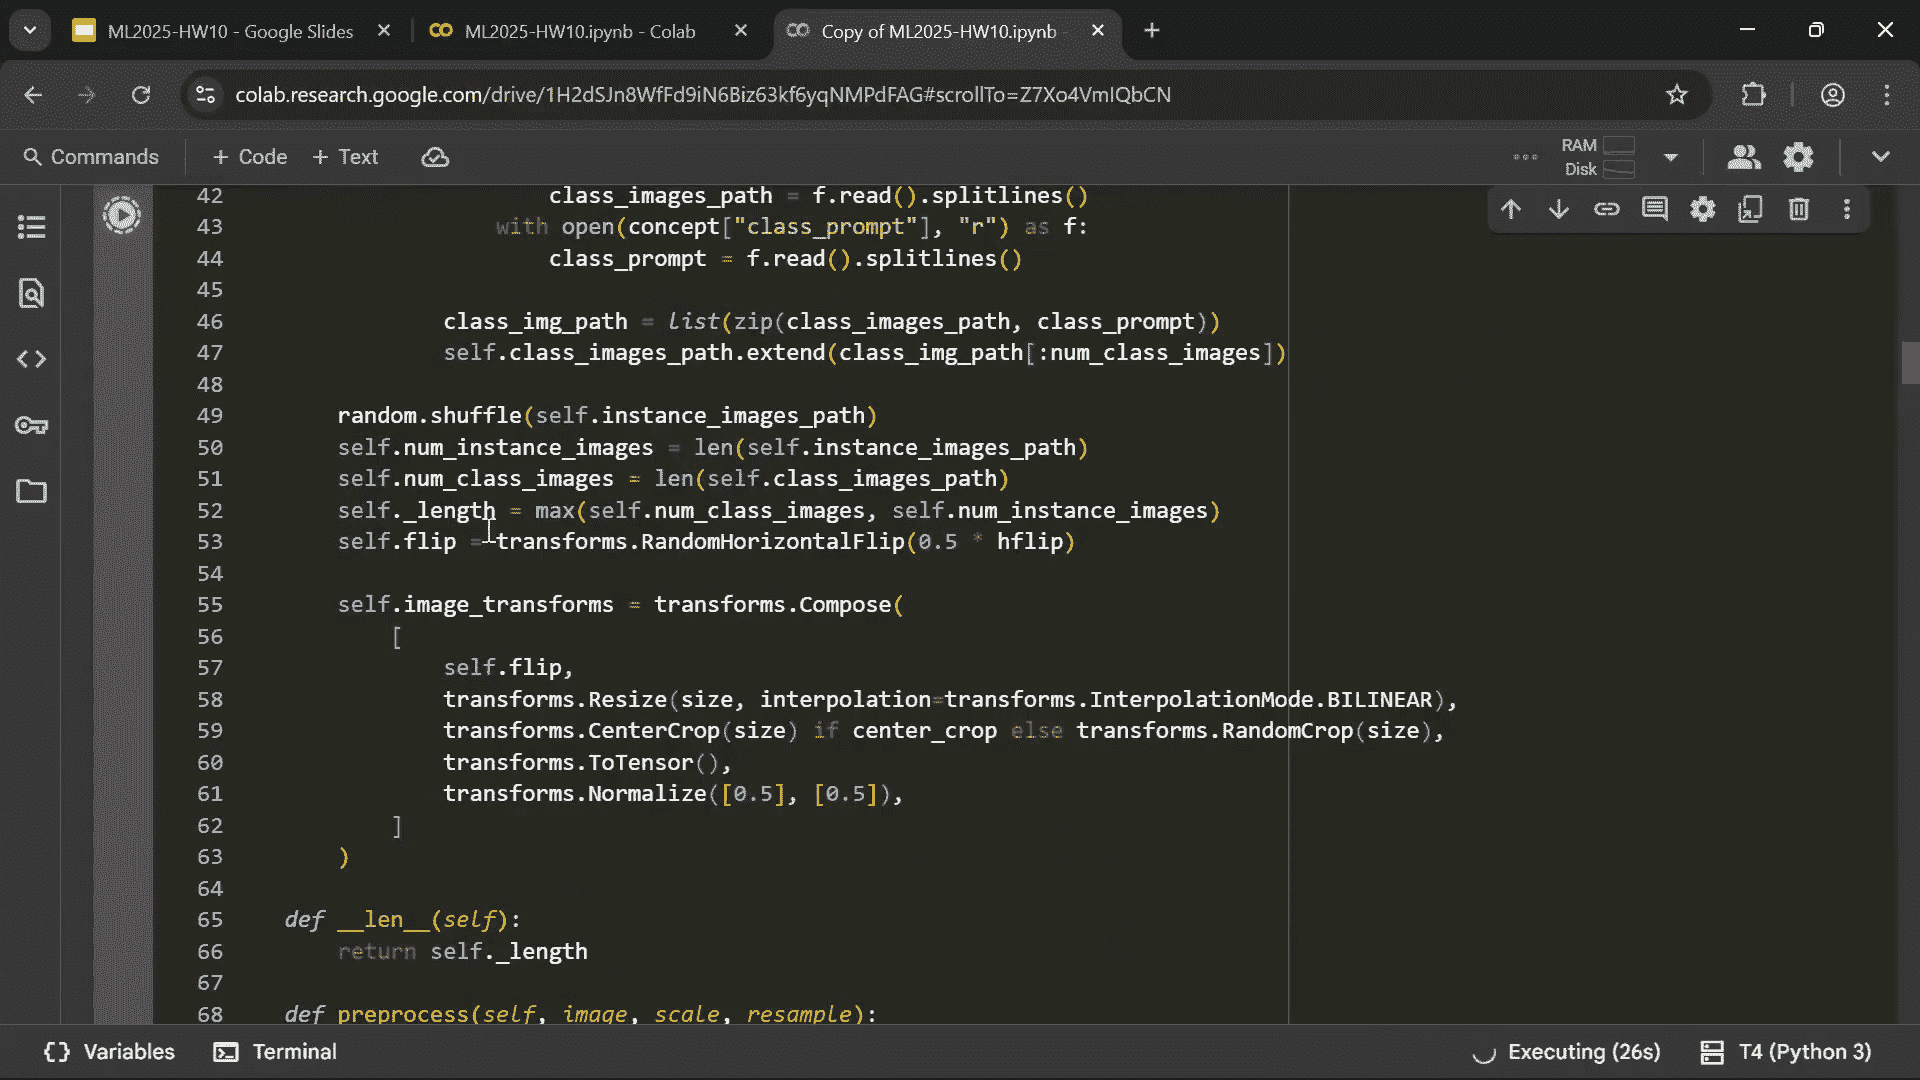 ML2025-HW10 - Google Slides
ML2025-HW10.ipynb - Colab
Copy of ML2025-HW10.ipynb
colab.research.google.com/drive/1H2dSJn8WfFd9iN6Biz63kf6yqNMPdFAG#scrollTo=Z7Xo4VmIQbCN
Commands + Code + Text RAM
Disk
42 class_images_path = f.read().splitlines()
43 with open(concept["class_prompt"], "r") as f:
44 class_prompt = f.read().splitlines()
45
46 class_img_path = list(zip(class_images_path, class_prompt))
47 self.class_images_path.extend(class_img_path[:num_class_images])
48
49 random.shuffle(self.instance_images_path)
50 self.num_instance_images = len(self.instance_images_path)
51 self.num_class_images = len(self.class_images_path)
52 self._length = max(self.num_class_images, self.num_instance_images)
53 self.flip = transforms.RandomHorizontalFlip(0.5 * hflip)
54
55 self.image_transforms = transforms.Compose(
56 [
57 self.flip,
58 transforms.Resize(size, interpolation=transforms.InterpolationMode.BILINEAR),
59 transforms.CenterCrop(size) if center_crop else transforms.RandomCrop(size),
60 transforms.ToTensor(),
61 transforms.Normalize([0.5], [0.5]),
62 ]
63 )
64
65 def __len__(self):
66 return self._length
67
68 def preprocess(self, image, scale, resample):
Variables Terminal Executing (26s) T4 (Python 3)